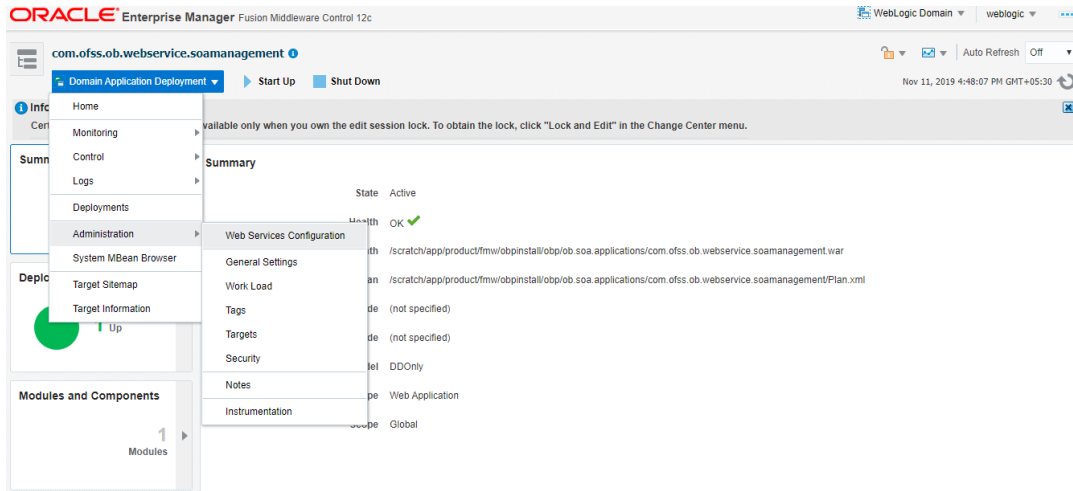 ORACLE Enterprise Manager Fusion Middleware Control 12c
WebLogic Domain
weblogic
com.ofss.ob.webservice.soamanagement
Auto Refresh Off
Domain Application Deployment
Start Up
Shut Down
Nov 11, 2019 4:48:07 PM GMT+05:30
Home
Monitoring
Control
Logs
Deployments
Administration
System MBean Browser
Target Sitemap
Target Information
Web Services Configuration
General Settings
Work Load
Tags
Targets
Security
Notes
Instrumentation
available only when you own the edit session lock. To obtain the lock, click "Lock and Edit" in the Change Center menu.
Summary
State Active
Health OK
/scratch/app/product/fmw/obpinstall/obp/ob.soa.applications/com.ofss.ob.webservice.soamanagement.war
/scratch/app/product/fmw/obpinstall/obp/ob.soa.applications/com.ofss.ob.webservice.soamanagement/Plan.xml
(not specified)
(not specified)
DDOnly
Web Application
Scope Global
1
Up
Modules and Components
1
Modules